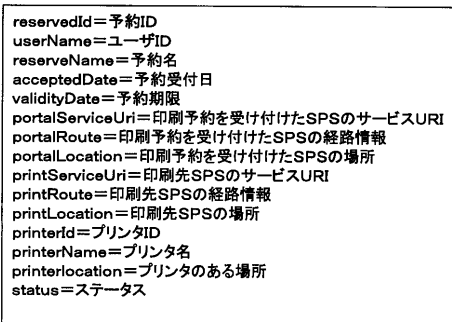 reservedId＝予約ID
userName＝ユーザID
reserveName＝予約名
acceptedDate＝予約受付日
validityDate＝予約期限
portalServiceUri＝印刷予約を受け付けたSPSのサービスURI
portalRoute＝印刷予約を受け付けたSPSの経路情報
portalLocation＝印刷予約を受け付けたSPSの場所
printServiceUri＝印刷先SPSのサービスURI
printRoute＝印刷先SPSの経路情報
printLocation＝印刷先SPSの場所
printerId＝プリンタID
printerName＝プリンタ名
printerlocation＝プリンタのある場所
status＝ステータス